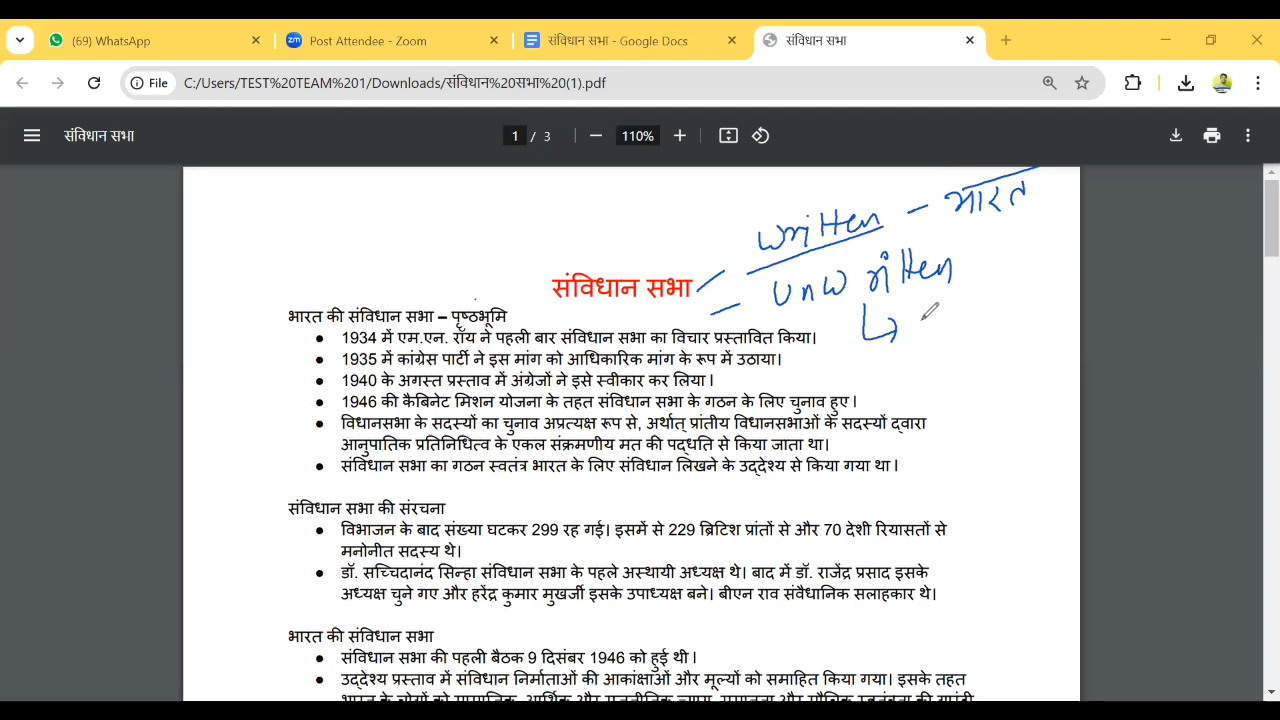 (69) WhatsApp
Post Attendee - Zoom
संविधान सभा - Google Docs
संविधान सभा
File
C:/Users/TEST%20TEAM%201/Downloads/संविधान%20सभा%20(1).pdf
संविधान सभा
1 / 3
110%
written - भारत
unwritten
संविधान सभा
भारत की संविधान सभा – पृष्ठभूमि
● 1934 में एम.एन. रॉय ने पहली बार संविधान सभा का विचार प्रस्तावित किया।
● 1935 में कांग्रेस पार्टी ने इस मांग को आधिकारिक मांग के रूप में उठाया।
● 1940 के अगस्त प्रस्ताव में अंग्रेजों ने इसे स्वीकार कर लिया।
● 1946 की कैबिनेट मिशन योजना के तहत संविधान सभा के गठन के लिए चुनाव हुए।
● विधानसभा के सदस्यों का चुनाव अप्रत्यक्ष रूप से, अर्थात् प्रांतीय विधानसभाओं के सदस्यों द्वारा
आनुपातिक प्रतिनिधित्व के एकल संक्रमणीय मत की पद्धति से किया जाता था।
● संविधान सभा का गठन स्वतंत्र भारत के लिए संविधान लिखने के उद्देश्य से किया गया था।
संविधान सभा की संरचना
● विभाजन के बाद संख्या घटकर 299 रह गई। इसमें से 229 ब्रिटिश प्रांतों से और 70 देशी रियासतों से
मनोनीत सदस्य थे।
● डॉ. सच्चिदानंद सिन्हा संविधान सभा के पहले अस्थायी अध्यक्ष थे। बाद में डॉ. राजेंद्र प्रसाद इसके
अध्यक्ष चुने गए और हरेंद्र कुमार मुखर्जी इसके उपाध्यक्ष बने। बीएन राव संवैधानिक सलाहकार थे।
भारत की संविधान सभा
● संविधान सभा की पहली बैठक 9 दिसंबर 1946 को हुई थी।
● उद्देश्य प्रस्ताव में संविधान निर्माताओं की आकांक्षाओं और मूल्यों को समाहित किया गया। इसके तहत